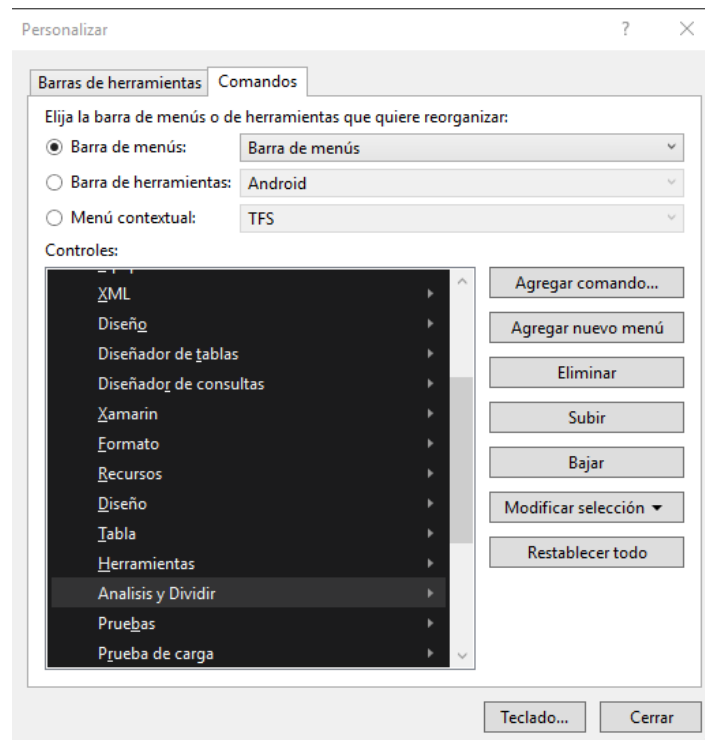 Personalizar
Barras de herramientas Comandos
Elija la barra de menús o de herramientas que quiere reorganizar:
Barra de menús: Barra de menús
Barra de herramientas: Android
Menú contextual: TFS
Controles:
XML
Diseño
Diseñador de tablas
Diseñador de consultas
Xamarin
Formato
Recursos
Diseño
Tabla
Herramientas
Analisis y Dividir
Pruebas
Prueba de carga
Agregar comando...
Agregar nuevo menú
Eliminar
Subir
Bajar
Modificar selección
Restablecer todo
Teclado... Cerrar